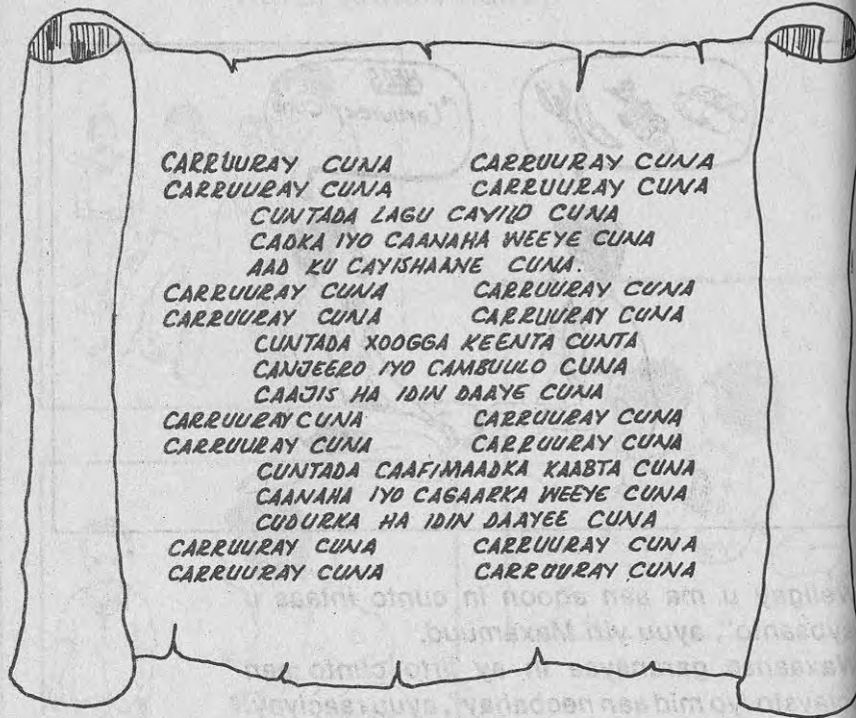 CARRUURAY CUNA CARRUURAY CUNA
CARRUURAY CUNA CARRUURAY CUNA
CUNTADA LAGU CAYILO CUNA
CADKA IYO CAANAHA WEEYE CUNA
AAD KU CAYISHAANE CUNA.
CARRUURAY CUNA CARRUURAY CUNA
CARRUURAY CUNA CARRUURAY CUNA
CUNTADA XOOGGA KEENTA CUNTA
CANJEERO IYO CAMBUULO CUNA
CAAJIS HA IDIN DAAYE CUNA
CARRUURAY CUNA CARRUURAY CUNA
CARRUURAY CUNA CARRUURAY CUNA
CUNTADA CAAFIMAADKA KAABTA CUNA
CAANAHA IYO CAGAARKA WEEYE CUNA
CUDURKA HA IDIN DAAYEE CUNA
CARRUURAY CUNA CARRUURAY CUNA
CARRUURAY CUNA CARRUURAY CUNA